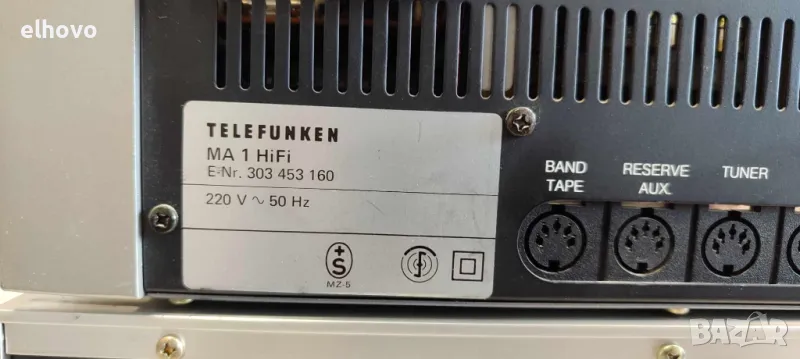 elhovo
TELEFUNKEN
MA 1 HiFi
E-Nr. 303 453 160
220 V ~ 50 Hz
+
S
MZ-5
BAND
TAPE
RESERVE
AUX.
TUNER
BAZAR